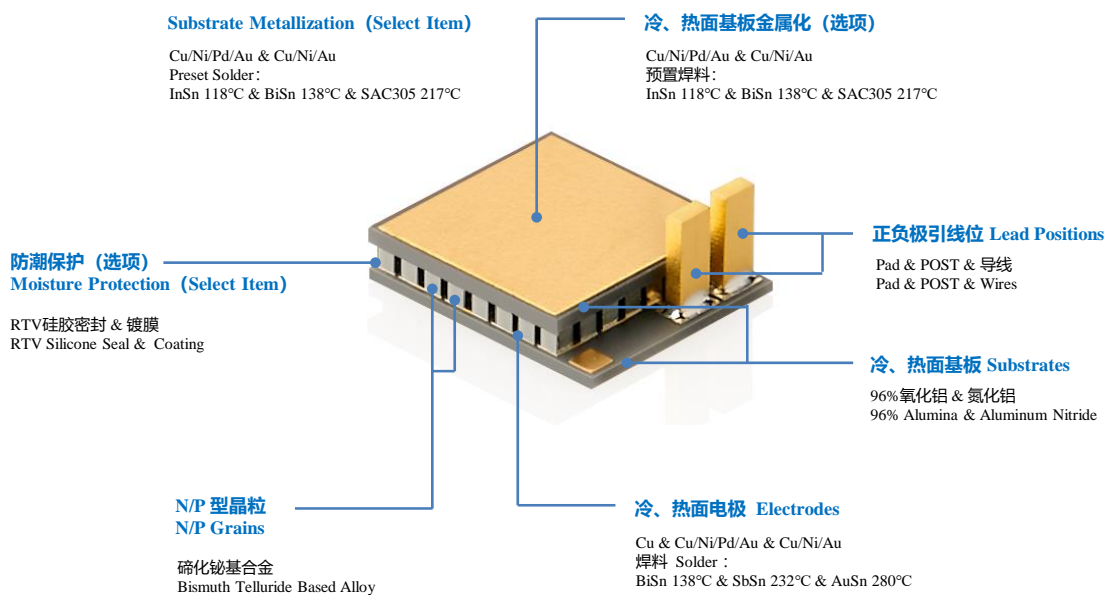 Substrate Metallization（Select Item）
Cu/Ni/Pd/Au & Cu/Ni/Au
Preset Solder：
InSn 118℃ & BiSn 138℃ & SAC305 217℃
冷、热面基板金属化（选项）
Cu/Ni/Pd/Au & Cu/Ni/Au
预置焊料:
InSn 118℃ & BiSn 138℃ & SAC305 217℃
防潮保护（选项）
Moisture Protection（Select Item）
RTV硅胶密封 & 镀膜
RTV Silicone Seal & Coating
正负极引线位 Lead Positions
Pad & POST & 导线
Pad & POST & Wires
冷、热面基板 Substrates
96%氧化铝 & 氮化铝
96% Alumina & Aluminum Nitride
N/P 型晶粒
N/P Grains
碲化铋基合金
Bismuth Telluride Based Alloy
冷、热面电极 Electrodes
Cu & Cu/Ni/Pd/Au & Cu/Ni/Au
焊料 Solder：
BiSn 138℃ & SbSn 232℃ & AuSn 280℃